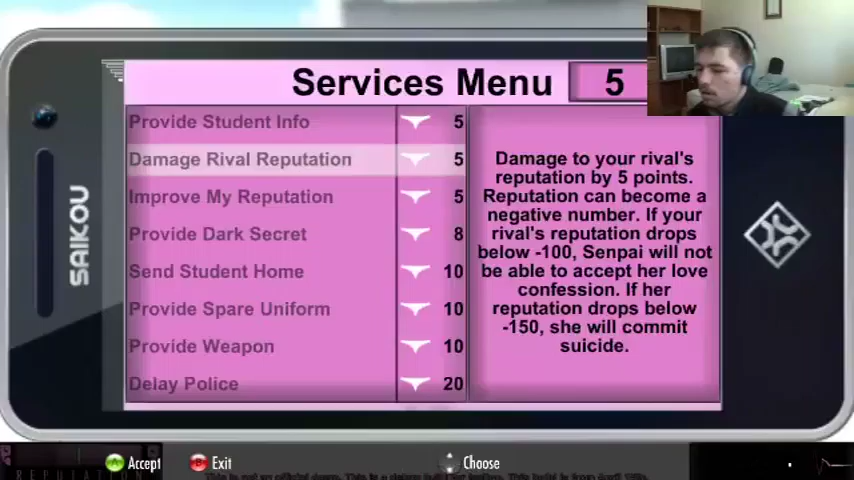 Services Menu 5
Provide Student Info 5
Damage Rival Reputation 5
Improve My Reputation 5
Provide Dark Secret 8
Send Student Home 10
Provide Spare Uniform 10
Provide Weapon 10
Delay Police 20
Damage to your rival's
reputation by 5 points.
Reputation can become a
negative number. If your
rival's reputation drops
below -100, Senpai will not
be able to accept her love
confession. If her
reputation drops below
-150, she will commit
suicide.
SAIKOU
A Accept
B Exit
Choose
REPUTATION